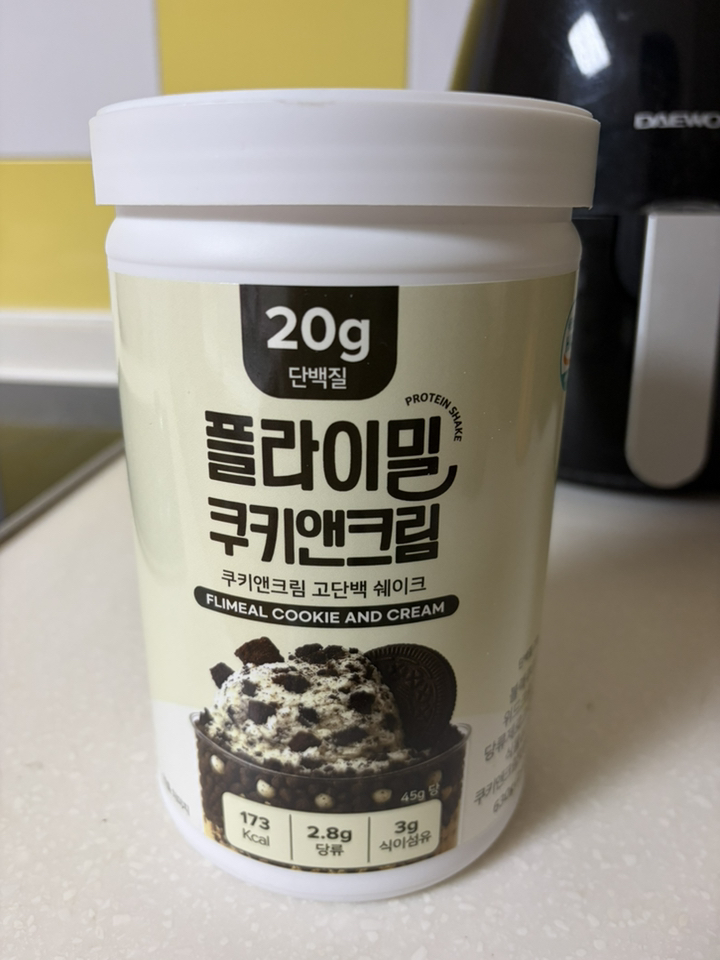 DAEWO
20g
단백질
PROTEIN SHAKE
플라이밀
쿠키앤크림
쿠키앤크림 고단백 쉐이크
FLIMEAL COOKIE AND CREAM
45g 당
173
Kcal
2.8g
당류
3g
식이섬유